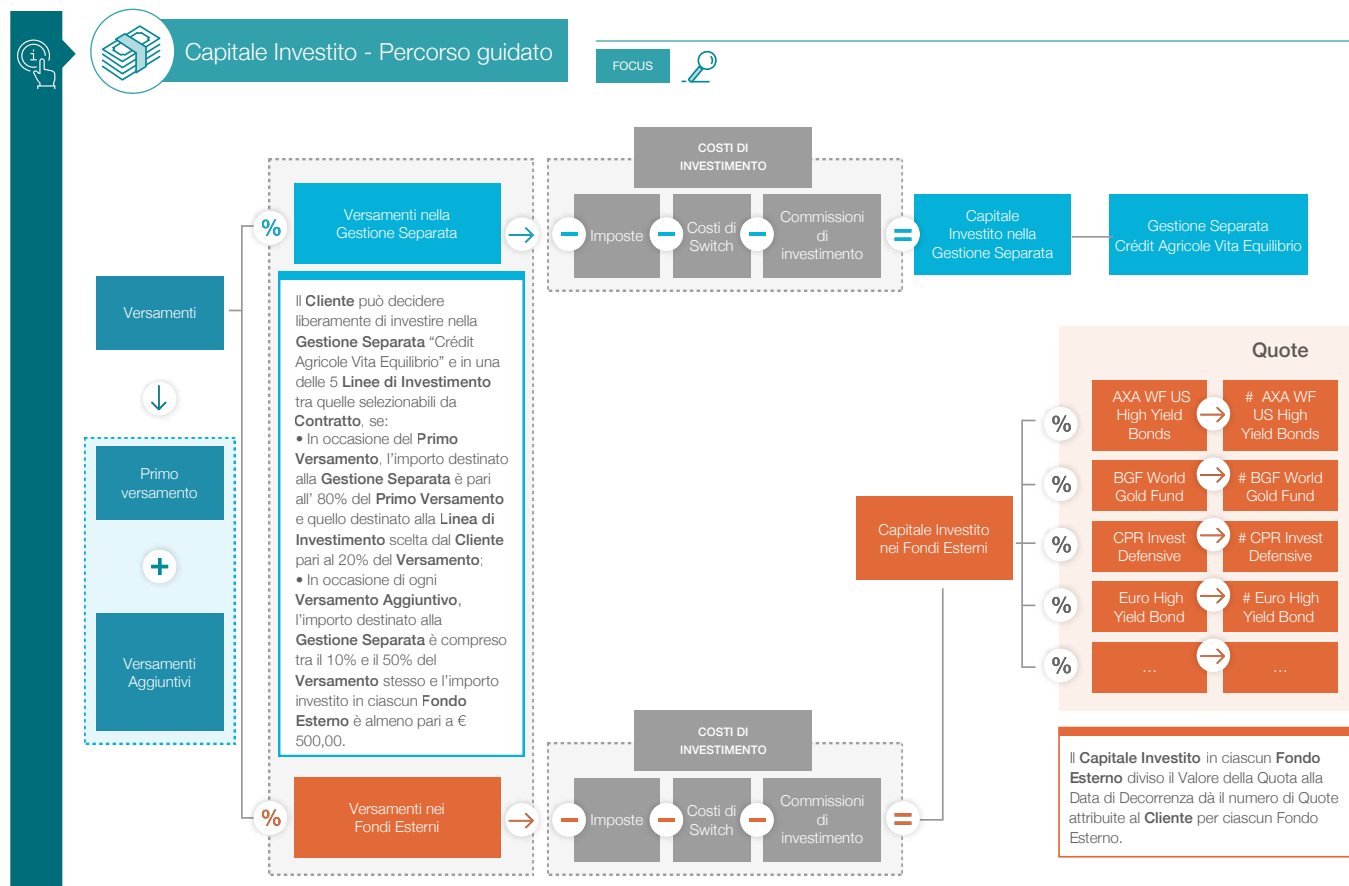 Capitale Investito - Percorso guidato
FOCUS
Versamenti
Primo
versamento
+
Versamenti
Aggiuntivi
%
Versamenti nella
Gestione Separata
Il Cliente può decidere
liberamente di investire nella
Gestione Separata “Crédit
Agricole Vita Equilibrio” e in una
delle 5 Linee di Investimento
tra quelle selezionabili da
Contratto, se:
• In occasione del Primo
Versamento, l’importo destinato
alla Gestione Separata è pari
all’ 80% del Primo Versamento
e quello destinato alla Linea di
Investimento scelta dal Cliente
pari al 20% del Versamento;
• In occasione di ogni
Versamento Aggiuntivo,
l’importo destinato alla
Gestione Separata è compreso
tra il 10% e il 50% del
Versamento stesso e l’importo
investito in ciascun Fondo
Esterno è almeno pari a €
500,00.
%
Versamenti nei
Fondi Esterni
COSTI DI
INVESTIMENTO
−
Imposte
−
Costi di
Switch
−
Commissioni
di
investimento
=
Capitale
Investito nella
Gestione Separata
Gestione Separata
Crédit Agricole Vita Equilibrio
COSTI DI
INVESTIMENTO
−
Imposte
−
Costi di
Switch
−
Commissioni
di
investimento
=
Capitale Investito
nei Fondi Esterni
Quote
%
AXA WF US
High Yield
Bonds
# AXA WF
US High
Yield Bonds
%
BGF World
Gold Fund
# BGF World
Gold Fund
%
CPR Invest
Defensive
# CPR Invest
Defensive
%
Euro High
Yield Bond
# Euro High
Yield Bond
%
…
…
Il Capitale Investito in ciascun Fondo
Esterno diviso il Valore della Quota alla
Data di Decorrenza dà il numero di Quote
attribuite al Cliente per ciascun Fondo
Esterno.